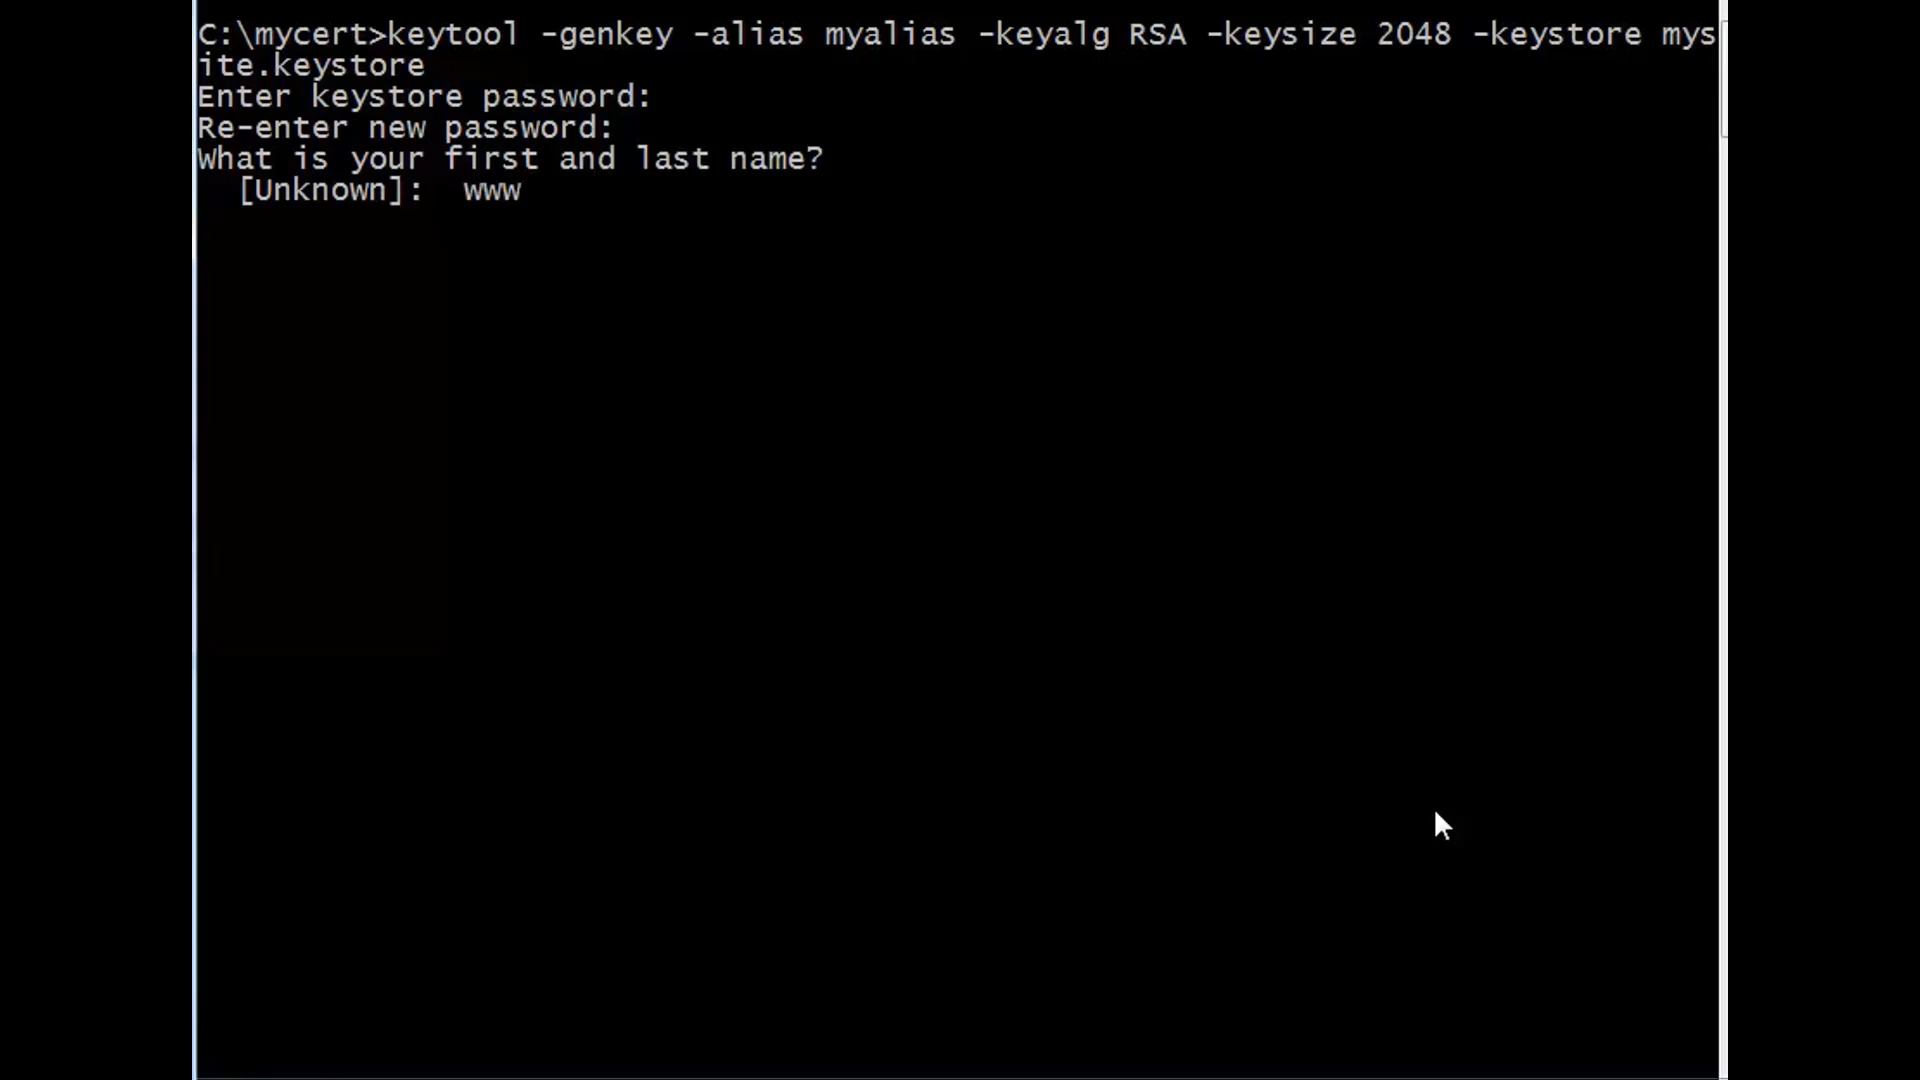 C:\mycert>keytool -genkey -alias myalias -keyalg RSA -keysize 2048 -keystore mys
ite.keystore
Enter keystore password:
Re-enter new password:
What is your first and last name?
  [Unknown]:  www